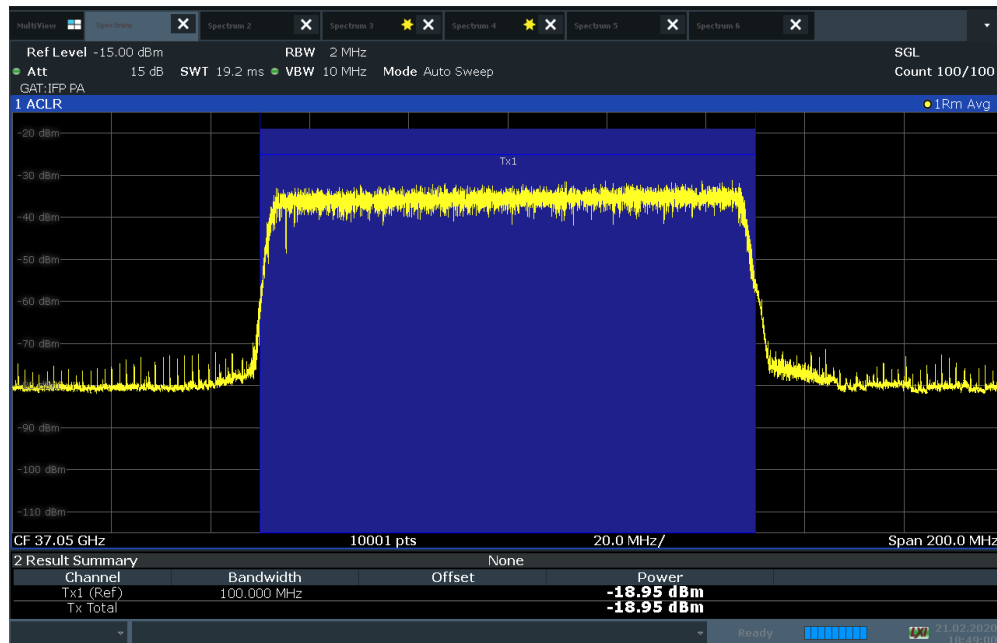 MultiView Spectrum Spectrum 2 Spectrum 3 Spectrum 4 Spectrum 5 Spectrum 6
Ref Level -15.00 dBm RBW 2 MHz SGL
Att 15 dB SWT 19.2 ms VBW 10 MHz Mode Auto Sweep Count 100/100
GAT:IFP PA
1 ACLR 1Rm Avg
-20 dBm
Tx1
-30 dBm
-40 dBm
-50 dBm
-60 dBm
-70 dBm
-90 dBm
-100 dBm
-110 dBm
CF 37.05 GHz 10001 pts 20.0 MHz/ Span 200.0 MHz
2 Result Summary None
Channel Bandwidth Offset Power
Tx1 (Ref) 100.000 MHz -18.95 dBm
Tx Total -18.95 dBm
Ready LXI 21.02.2020
10:49:00